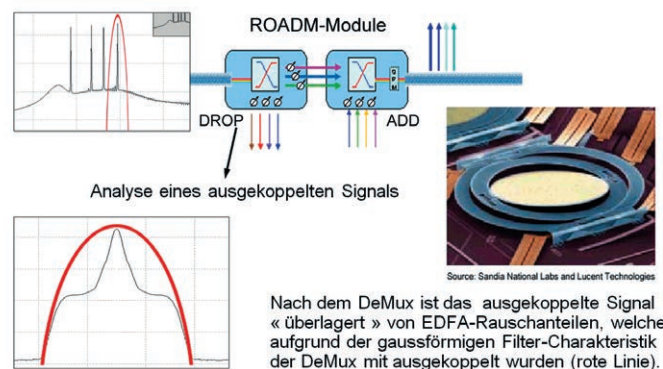 ROADM-Module
DROP
ADD
Analyse eines ausgekoppelten Signals
Source: Sandia National Labs and Lucent Technologies
Nach dem DeMux ist das ausgekoppelte Signal
« überlagert » von EDFA-Rauschanteilen, welche
aufgrund der gaussförmigen Filter-Charakteristik
der DeMux mit ausgekoppelt wurden (rote Linie).